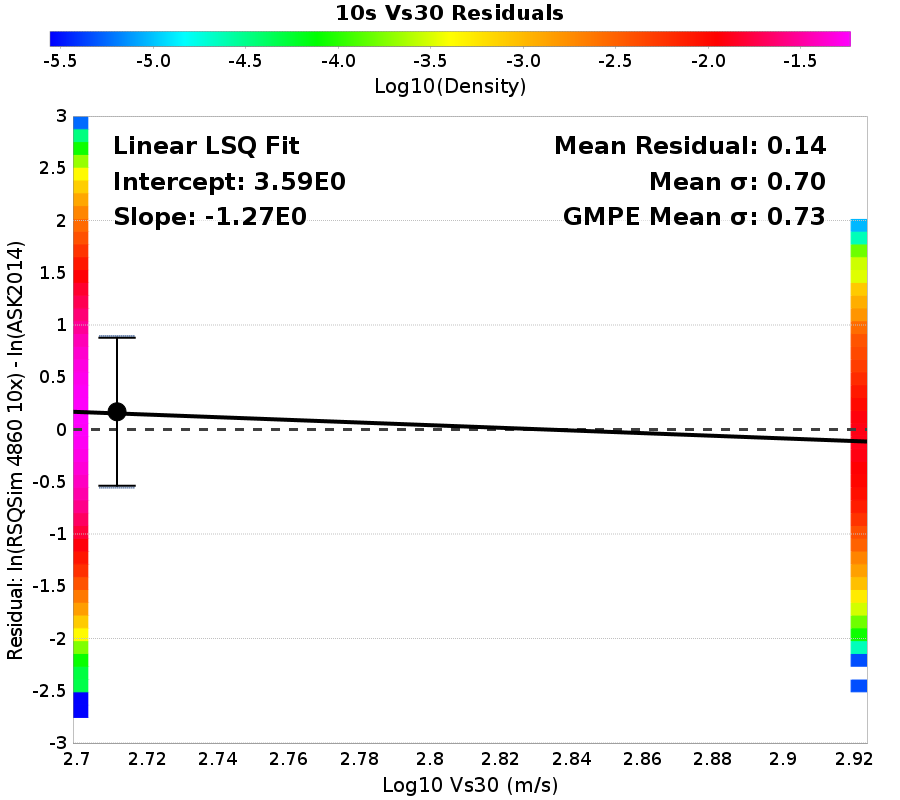 10s Vs30 Residuals
-5.5 -5.0 -4.5 -4.0 -3.5 -3.0 -2.5 -2.0 -1.5
Log10(Density)
Linear LSQ Fit
Intercept: 3.59E0
Slope: -1.27E0
Mean Residual: 0.14
Mean σ: 0.70
GMPE Mean σ: 0.73
Residual: ln(RSQSim 4860 10x) - ln(ASK2014)
3
2.5
2
1.5
1
0.5
0
-0.5
-1
-1.5
-2
-2.5
-3
2.7 2.72 2.74 2.76 2.78 2.8 2.82 2.84 2.86 2.88 2.9 2.92
Log10 Vs30 (m/s)